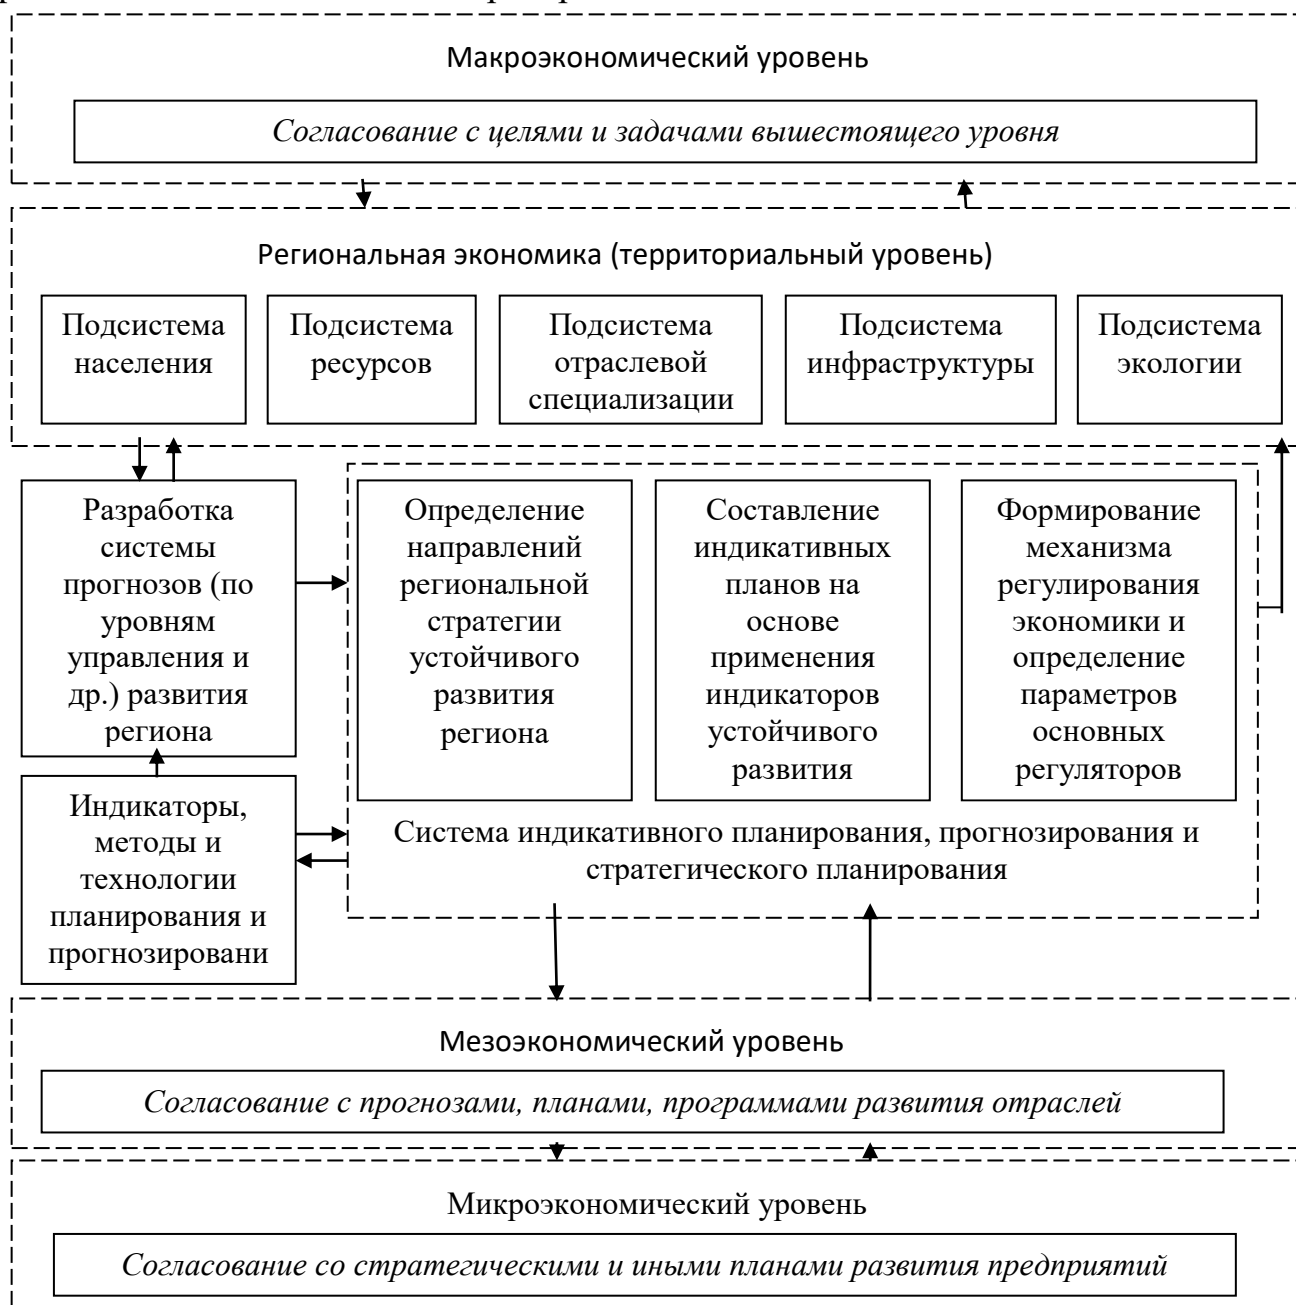 Макроэкономический уровень
Согласование с целями и задачами вышестоящего уровня
Региональная экономика (территориальный уровень)
Подсистема
населения
Подсистема
ресурсов
Подсистема
отраслевой
специализации
Подсистема
инфраструктуры
Подсистема
экологии
Разработка
системы
прогнозов (по
уровням
управления и
др.) развития
региона
Определение
направлений
региональной
стратегии
устойчивого
развития
региона
Составление
индикативных
планов на
основе
применения
индикаторов
устойчивого
развития
Формирование
механизма
регулирования
экономики и
определение
параметров
основных
регуляторов
Индикаторы,
методы и
технологии
планирования и
прогнозировани
Система индикативного планирования, прогнозирования и
стратегического планирования
Мезоэкономический уровень
Согласование с прогнозами, планами, программами развития отраслей
Микроэкономический уровень
Согласование со стратегическими и иными планами развития предприятий